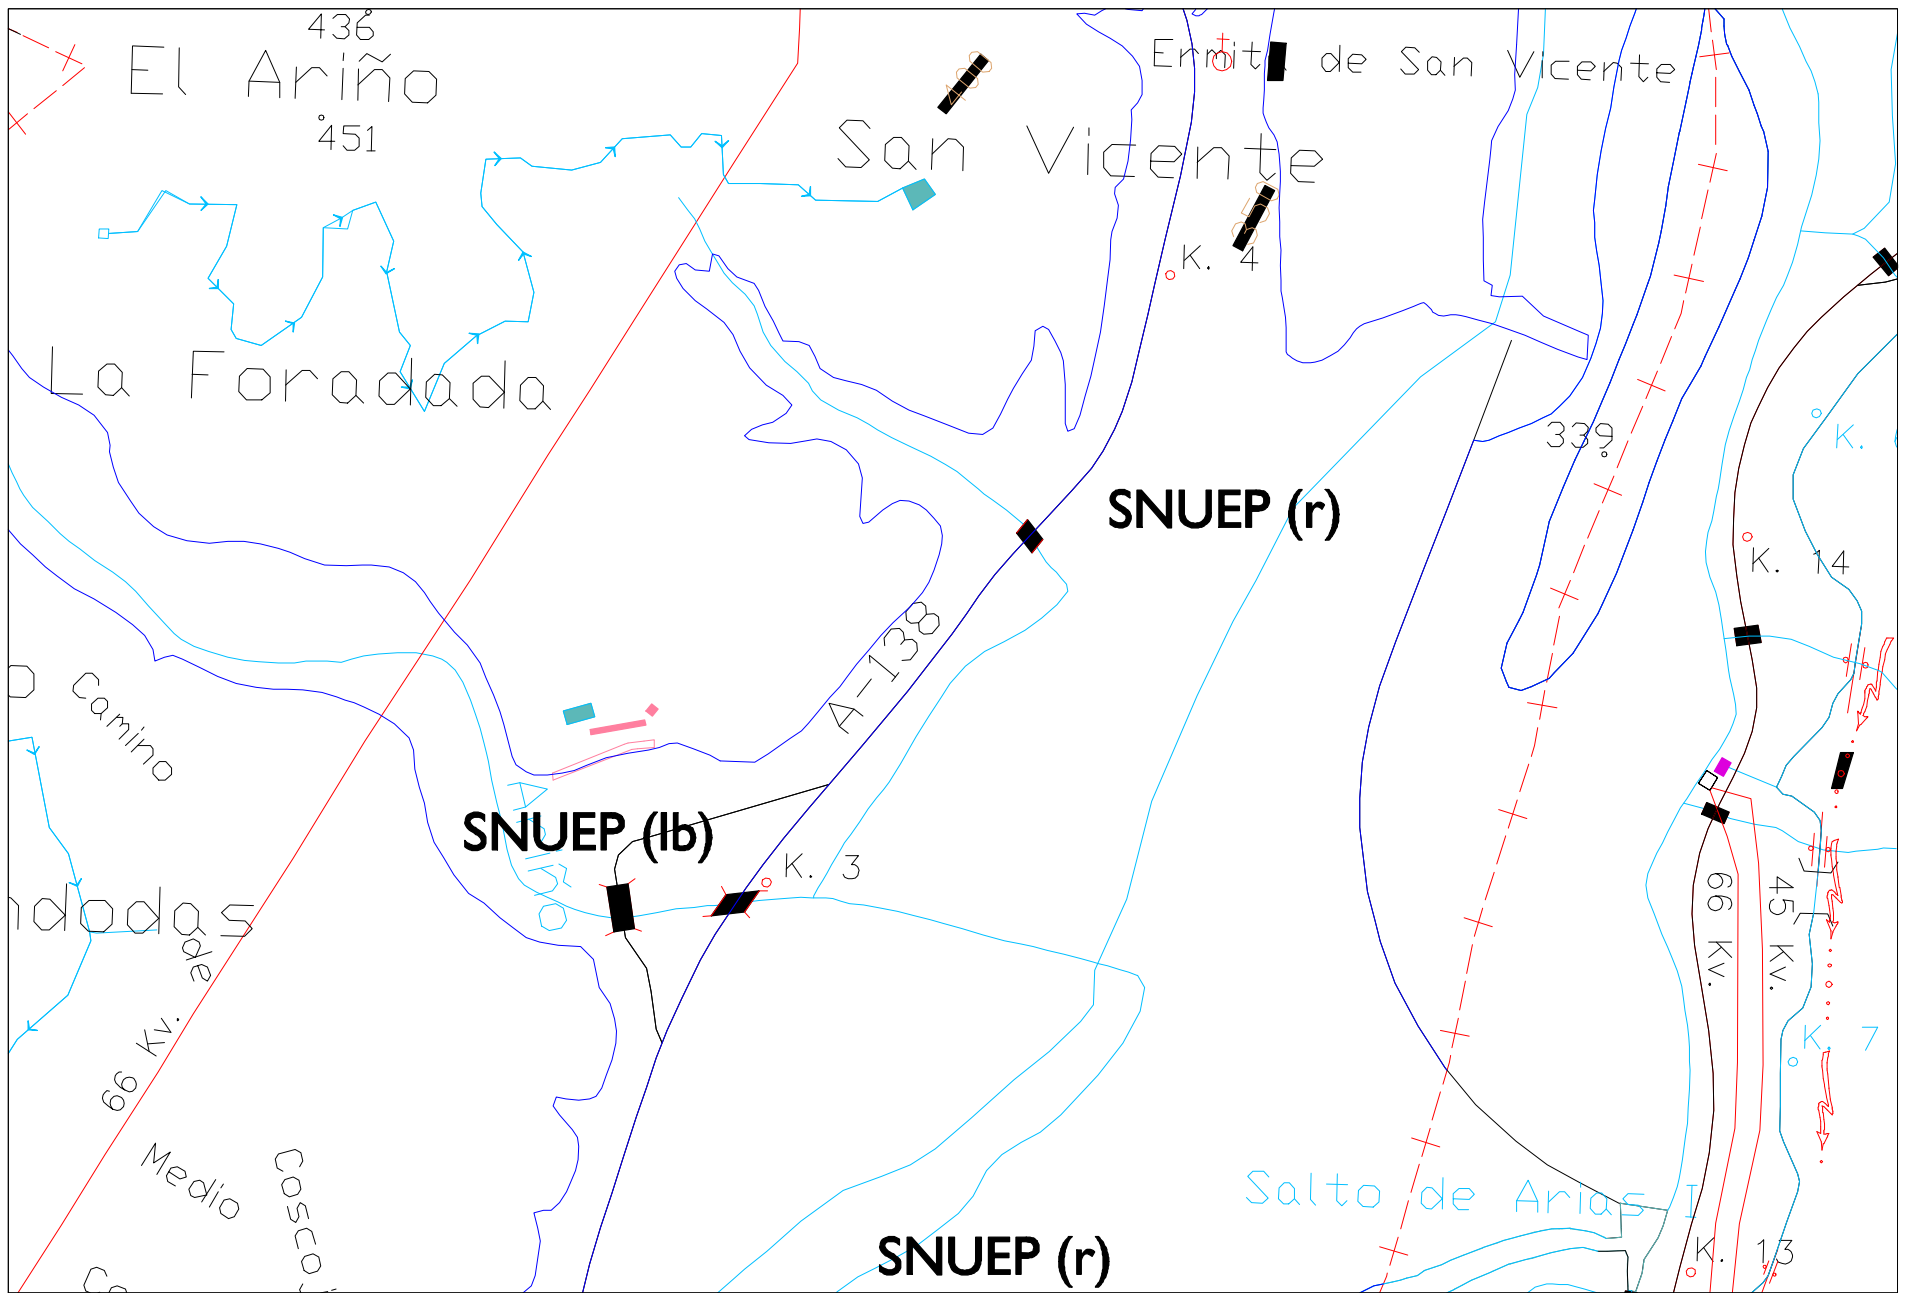 436
El Ariño
451
Ermita de San Vicente
San Vicente
K. 4
La Foradada
339
K.
SNUEP (r)
K. 14
A-138
Camino
de
Medio
SNUEP (lb)
Ariño
K. 3
66 Kv.
66 Kv.
45 Kv.
K. 7
Salto de Arias I
SNUEP (r)
K. 13